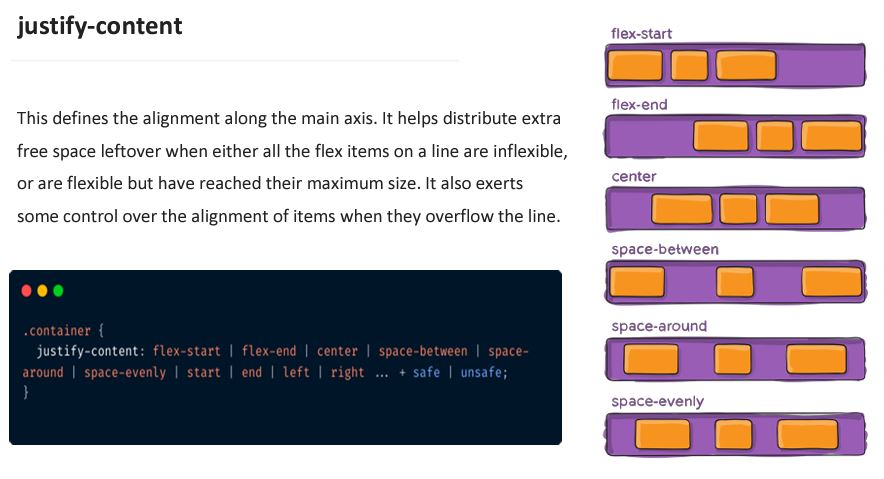 justify-content
This defines the alignment along the main axis. It helps distribute extra
free space leftover when either all the flex items on a line are inflexible,
or are flexible but have reached their maximum size. It also exerts
some control over the alignment of items when they overflow the line.
.container {
justify-content: flex-start | flex-end | center | space-between | space-
around | space-evenly | start | end | left | right ... + safe | unsafe;
}
flex-start
flex-end
center
space-between
space-around
space-evenly